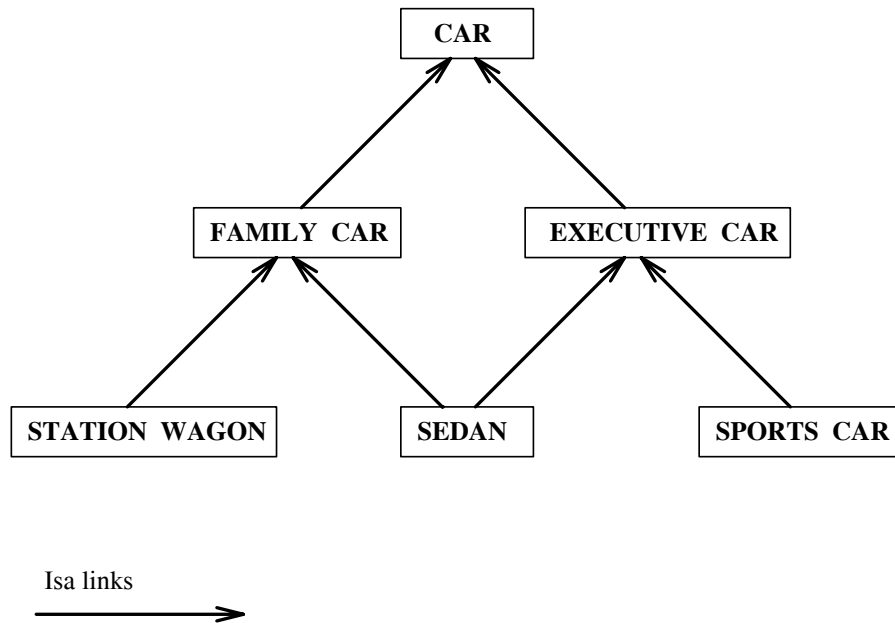 CAR
FAMILY CAR
EXECUTIVE CAR
STATION WAGON
SEDAN
SPORTS CAR
Isa links